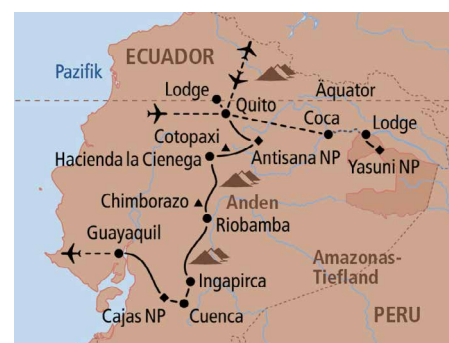 ECUADOR
Pazifik
Lodge
Äquator
Quito
Coca
Lodge
Cotopaxi
Hacienda la Cienega
Antisana NP
Yasuni NP
Chimborazo
Anden
Riobamba
Guayaquil
Amazonas-
Tiefland
Ingapirca
Cajas NP
Cuenca
PERU